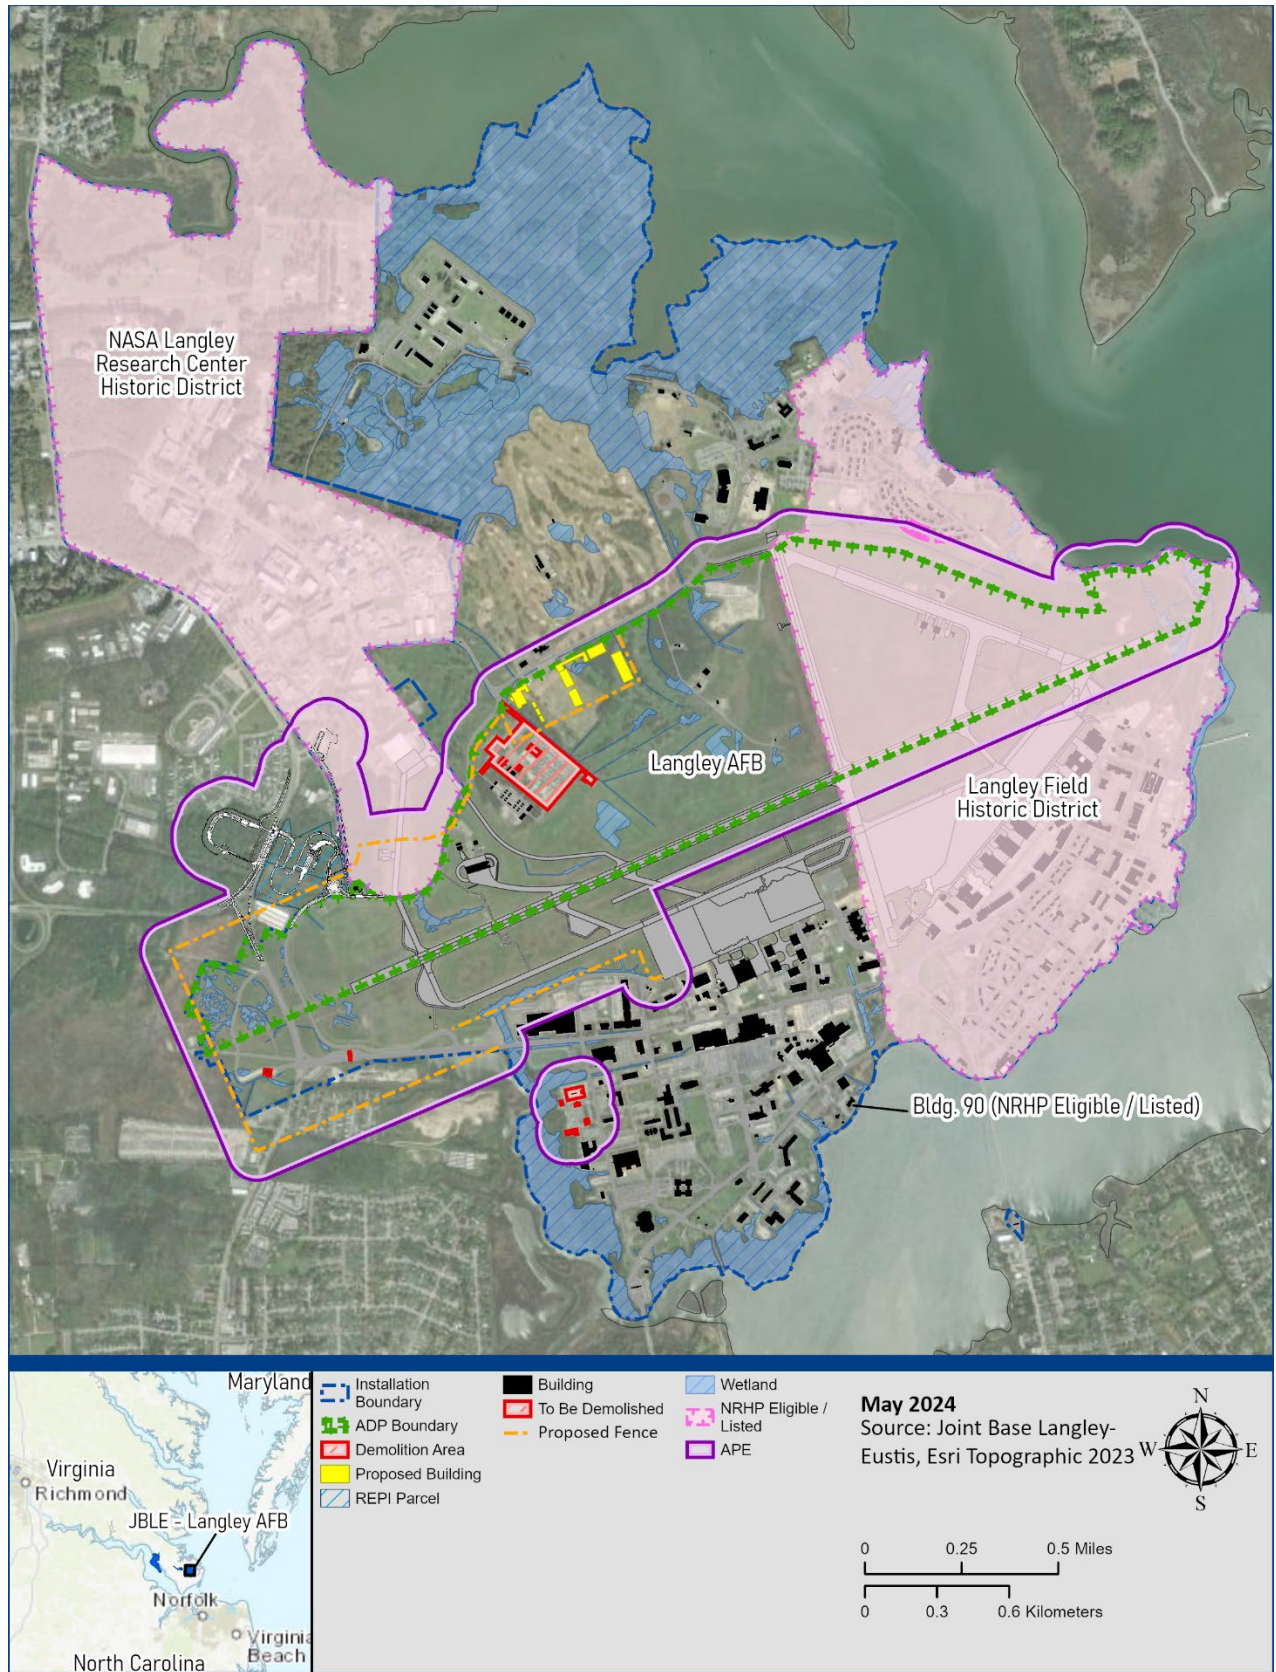 NASA Langley
Research Center
Historic District
Langley AFB
Langley Field
Historic District
Bldg. 90 (NRHP Eligible / Listed)
Maryland
Virginia
Richmond
JBLE - Langley AFB
Norfolk
Virginia
Beach
North Carolina
Installation
Boundary
ADP Boundary
Demolition Area
Proposed Building
REPI Parcel
Building
To Be Demolished
Proposed Fence
Wetland
NRHP Eligible /
Listed
APE
May 2024
Source: Joint Base Langley-
Eustis, Esri Topographic 2023
N
W
E
S
0 0.25 0.5 Miles
0 0.3 0.6 Kilometers